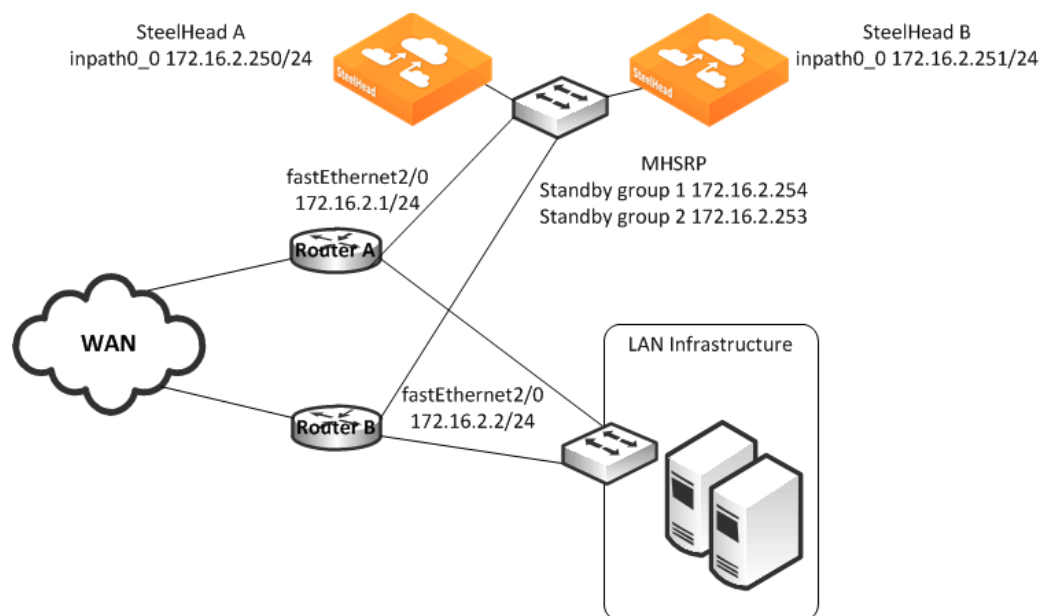 SteelHead A
inpath0_0 172.16.2.250/24
SteelHead B
inpath0_0 172.16.2.251/24
SteelHead
SteelHead
MHSRP
Standby group 1 172.16.2.254
Standby group 2 172.16.2.253
fastEthernet2/0
172.16.2.1/24
Router A
WAN
LAN Infrastructure
fastEthernet2/0
172.16.2.2/24
Router B